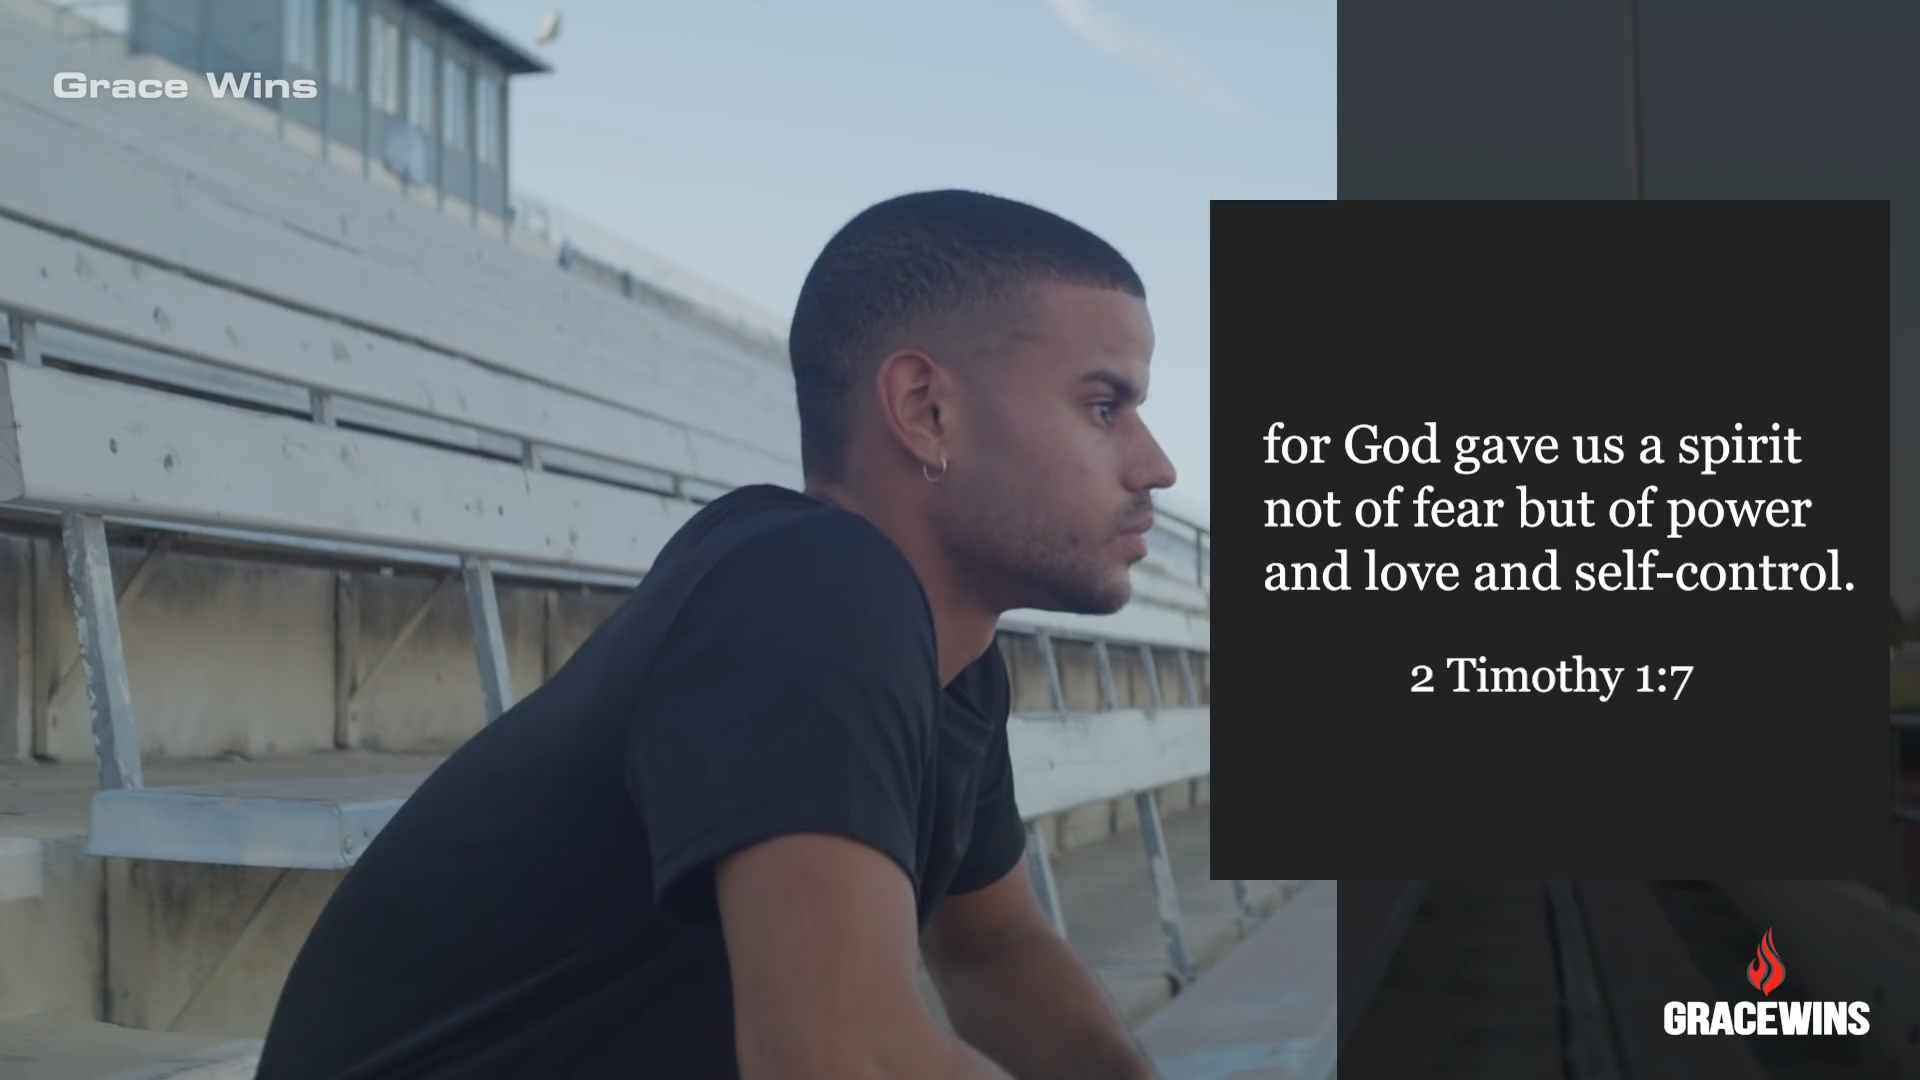 Grace Wins
for God gave us a spirit
not of fear but of power
and love and self-control.
2 Timothy 1:7
GRACEWINS